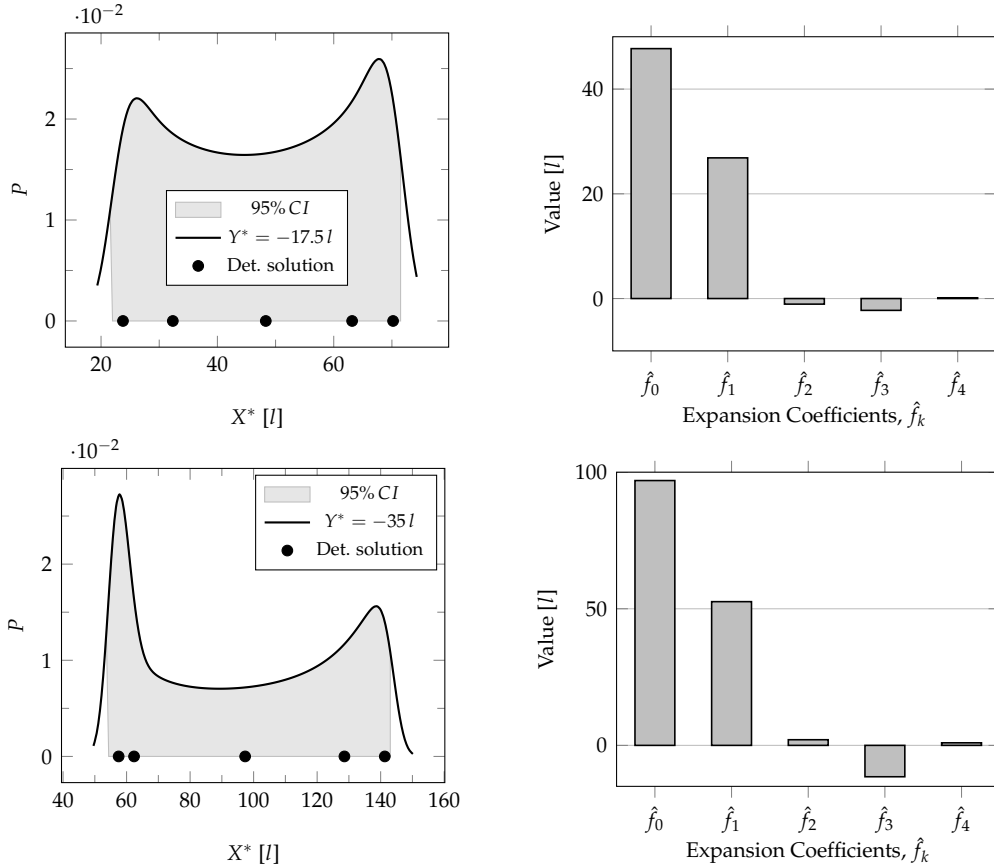 ·10−2
2
1
0
P
95% CI
Y* = −17.5 l
Det. solution
20 40 60 80
X* [l]
40
20
0
Value [l]
f̂0 f̂1 f̂2 f̂3 f̂4
Expansion Coefficients, f̂k
·10−2
2
1
0
P
95% CI
Y* = −35 l
Det. solution
40 60 80 100 120 140 160
X* [l]
100
50
0
Value [l]
f̂0 f̂1 f̂2 f̂3 f̂4
Expansion Coefficients, f̂k